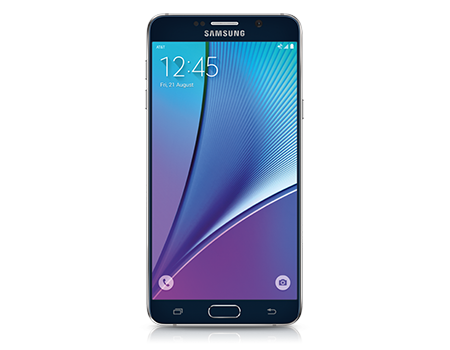 SAMSUNG
AT&T
12:45
Fri, 21 August